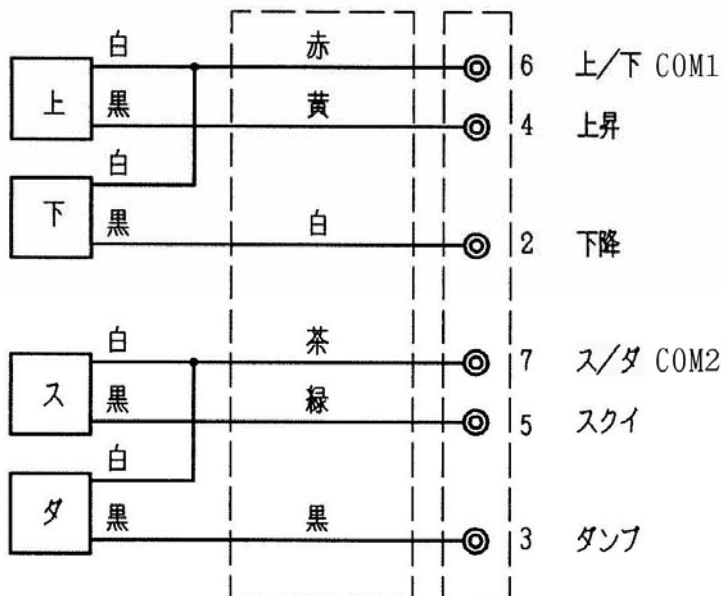 白 赤 6 上/下 COM1
上 黒 黄 4 上昇
白
下 黒 白 2 下降
白 茶 7 ス/ダ COM2
ス 黒 緑 5 スクイ
白
ダ 黒 黒 3 ダンプ